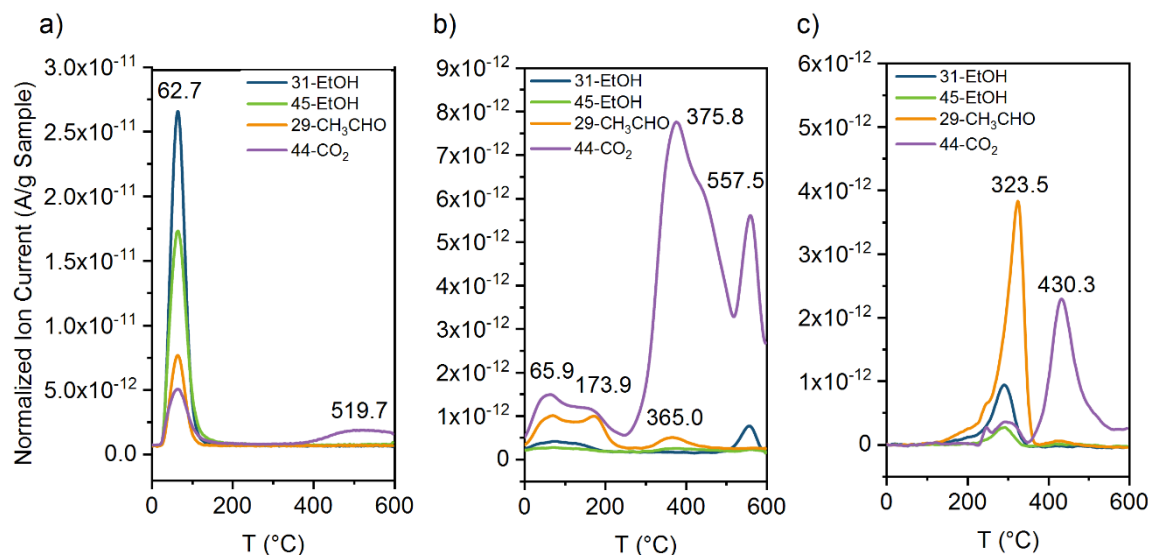 a)
Normalized Ion Current (A/g Sample)
3.0x10⁻¹¹
2.5x10⁻¹¹
2.0x10⁻¹¹
1.5x10⁻¹¹
1.0x10⁻¹¹
5.0x10⁻¹²
0.0
62.7
31-EtOH
45-EtOH
29-CH₃CHO
44-CO₂
519.7
0 200 400 600
T (°C)
b)
9x10⁻¹²
8x10⁻¹²
7x10⁻¹²
6x10⁻¹²
5x10⁻¹²
4x10⁻¹²
3x10⁻¹²
2x10⁻¹²
1x10⁻¹²
0
31-EtOH
45-EtOH
29-CH₃CHO
44-CO₂
375.8
557.5
65.9
173.9
365.0
0 200 400 600
T (°C)
c)
6x10⁻¹²
5x10⁻¹²
4x10⁻¹²
3x10⁻¹²
2x10⁻¹²
1x10⁻¹²
0
31-EtOH
45-EtOH
29-CH₃CHO
44-CO₂
323.5
430.3
0 200 400 600
T (°C)